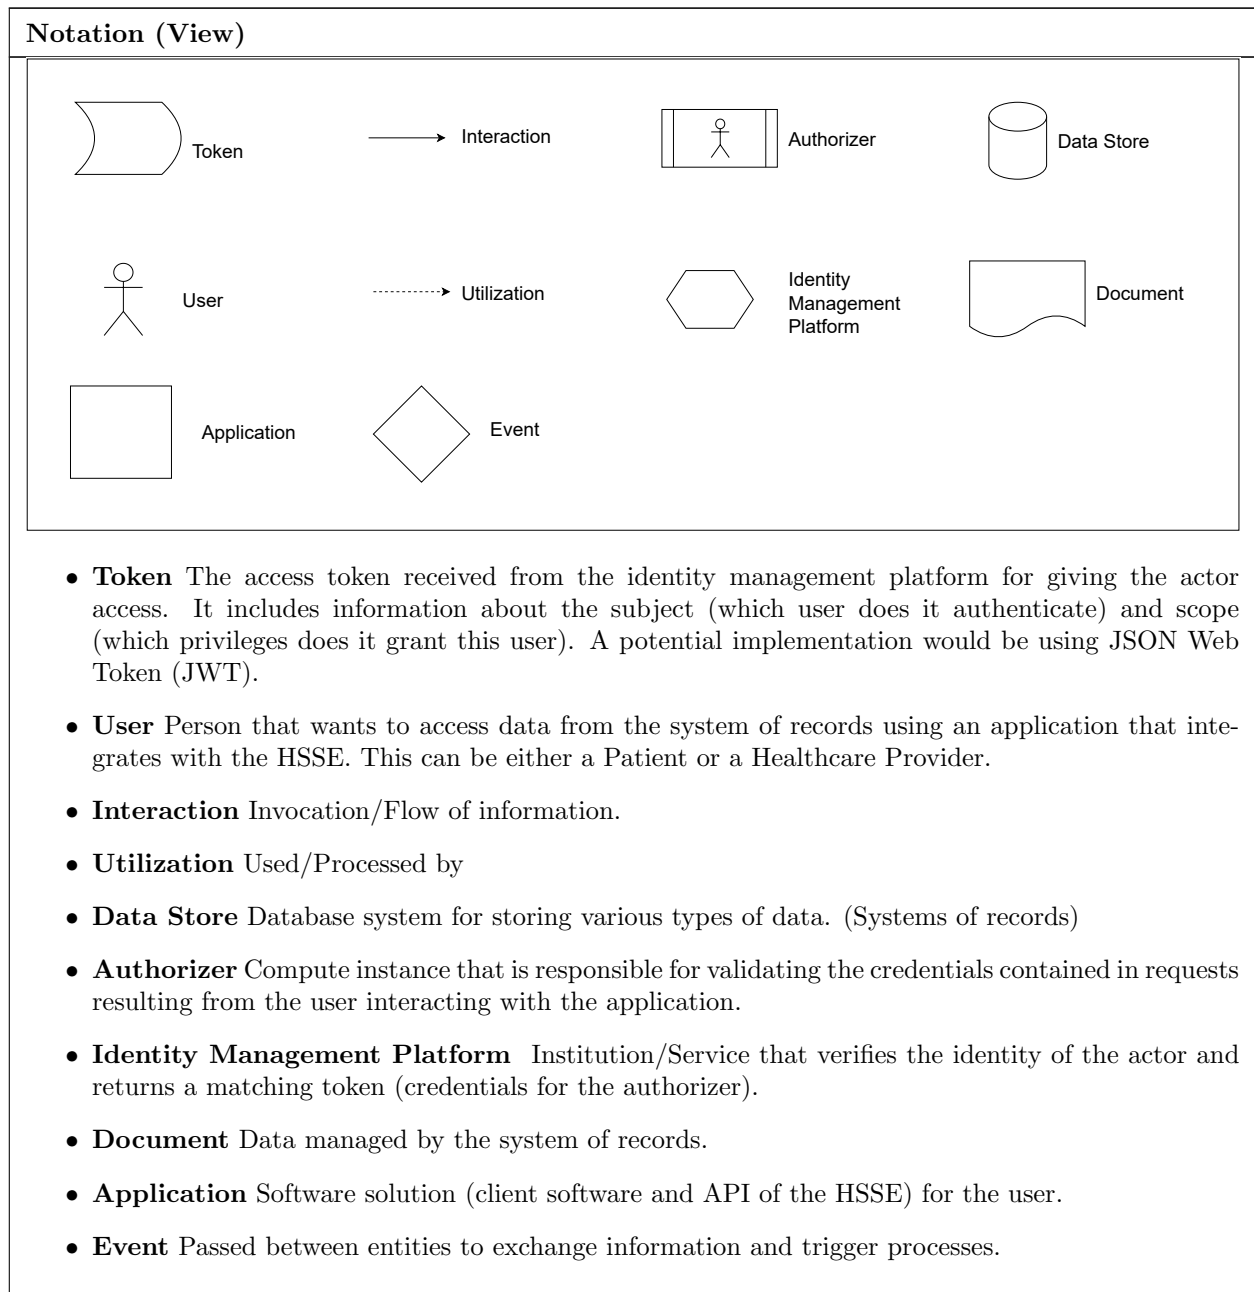 Notation (View)
Token
Interaction
Authorizer
Data Store
User
Utilization
Identity
Management
Platform
Document
Application
Event
• Token The access token received from the identity management platform for giving the actor
access. It includes information about the subject (which user does it authenticate) and scope
(which privileges does it grant this user). A potential implementation would be using JSON Web
Token (JWT).
• User Person that wants to access data from the system of records using an application that inte-
grates with the HSSE. This can be either a Patient or a Healthcare Provider.
• Interaction Invocation/Flow of information.
• Utilization Used/Processed by
• Data Store Database system for storing various types of data. (Systems of records)
• Authorizer Compute instance that is responsible for validating the credentials contained in requests
resulting from the user interacting with the application.
• Identity Management Platform Institution/Service that verifies the identity of the actor and
returns a matching token (credentials for the authorizer).
• Document Data managed by the system of records.
• Application Software solution (client software and API of the HSSE) for the user.
• Event Passed between entities to exchange information and trigger processes.